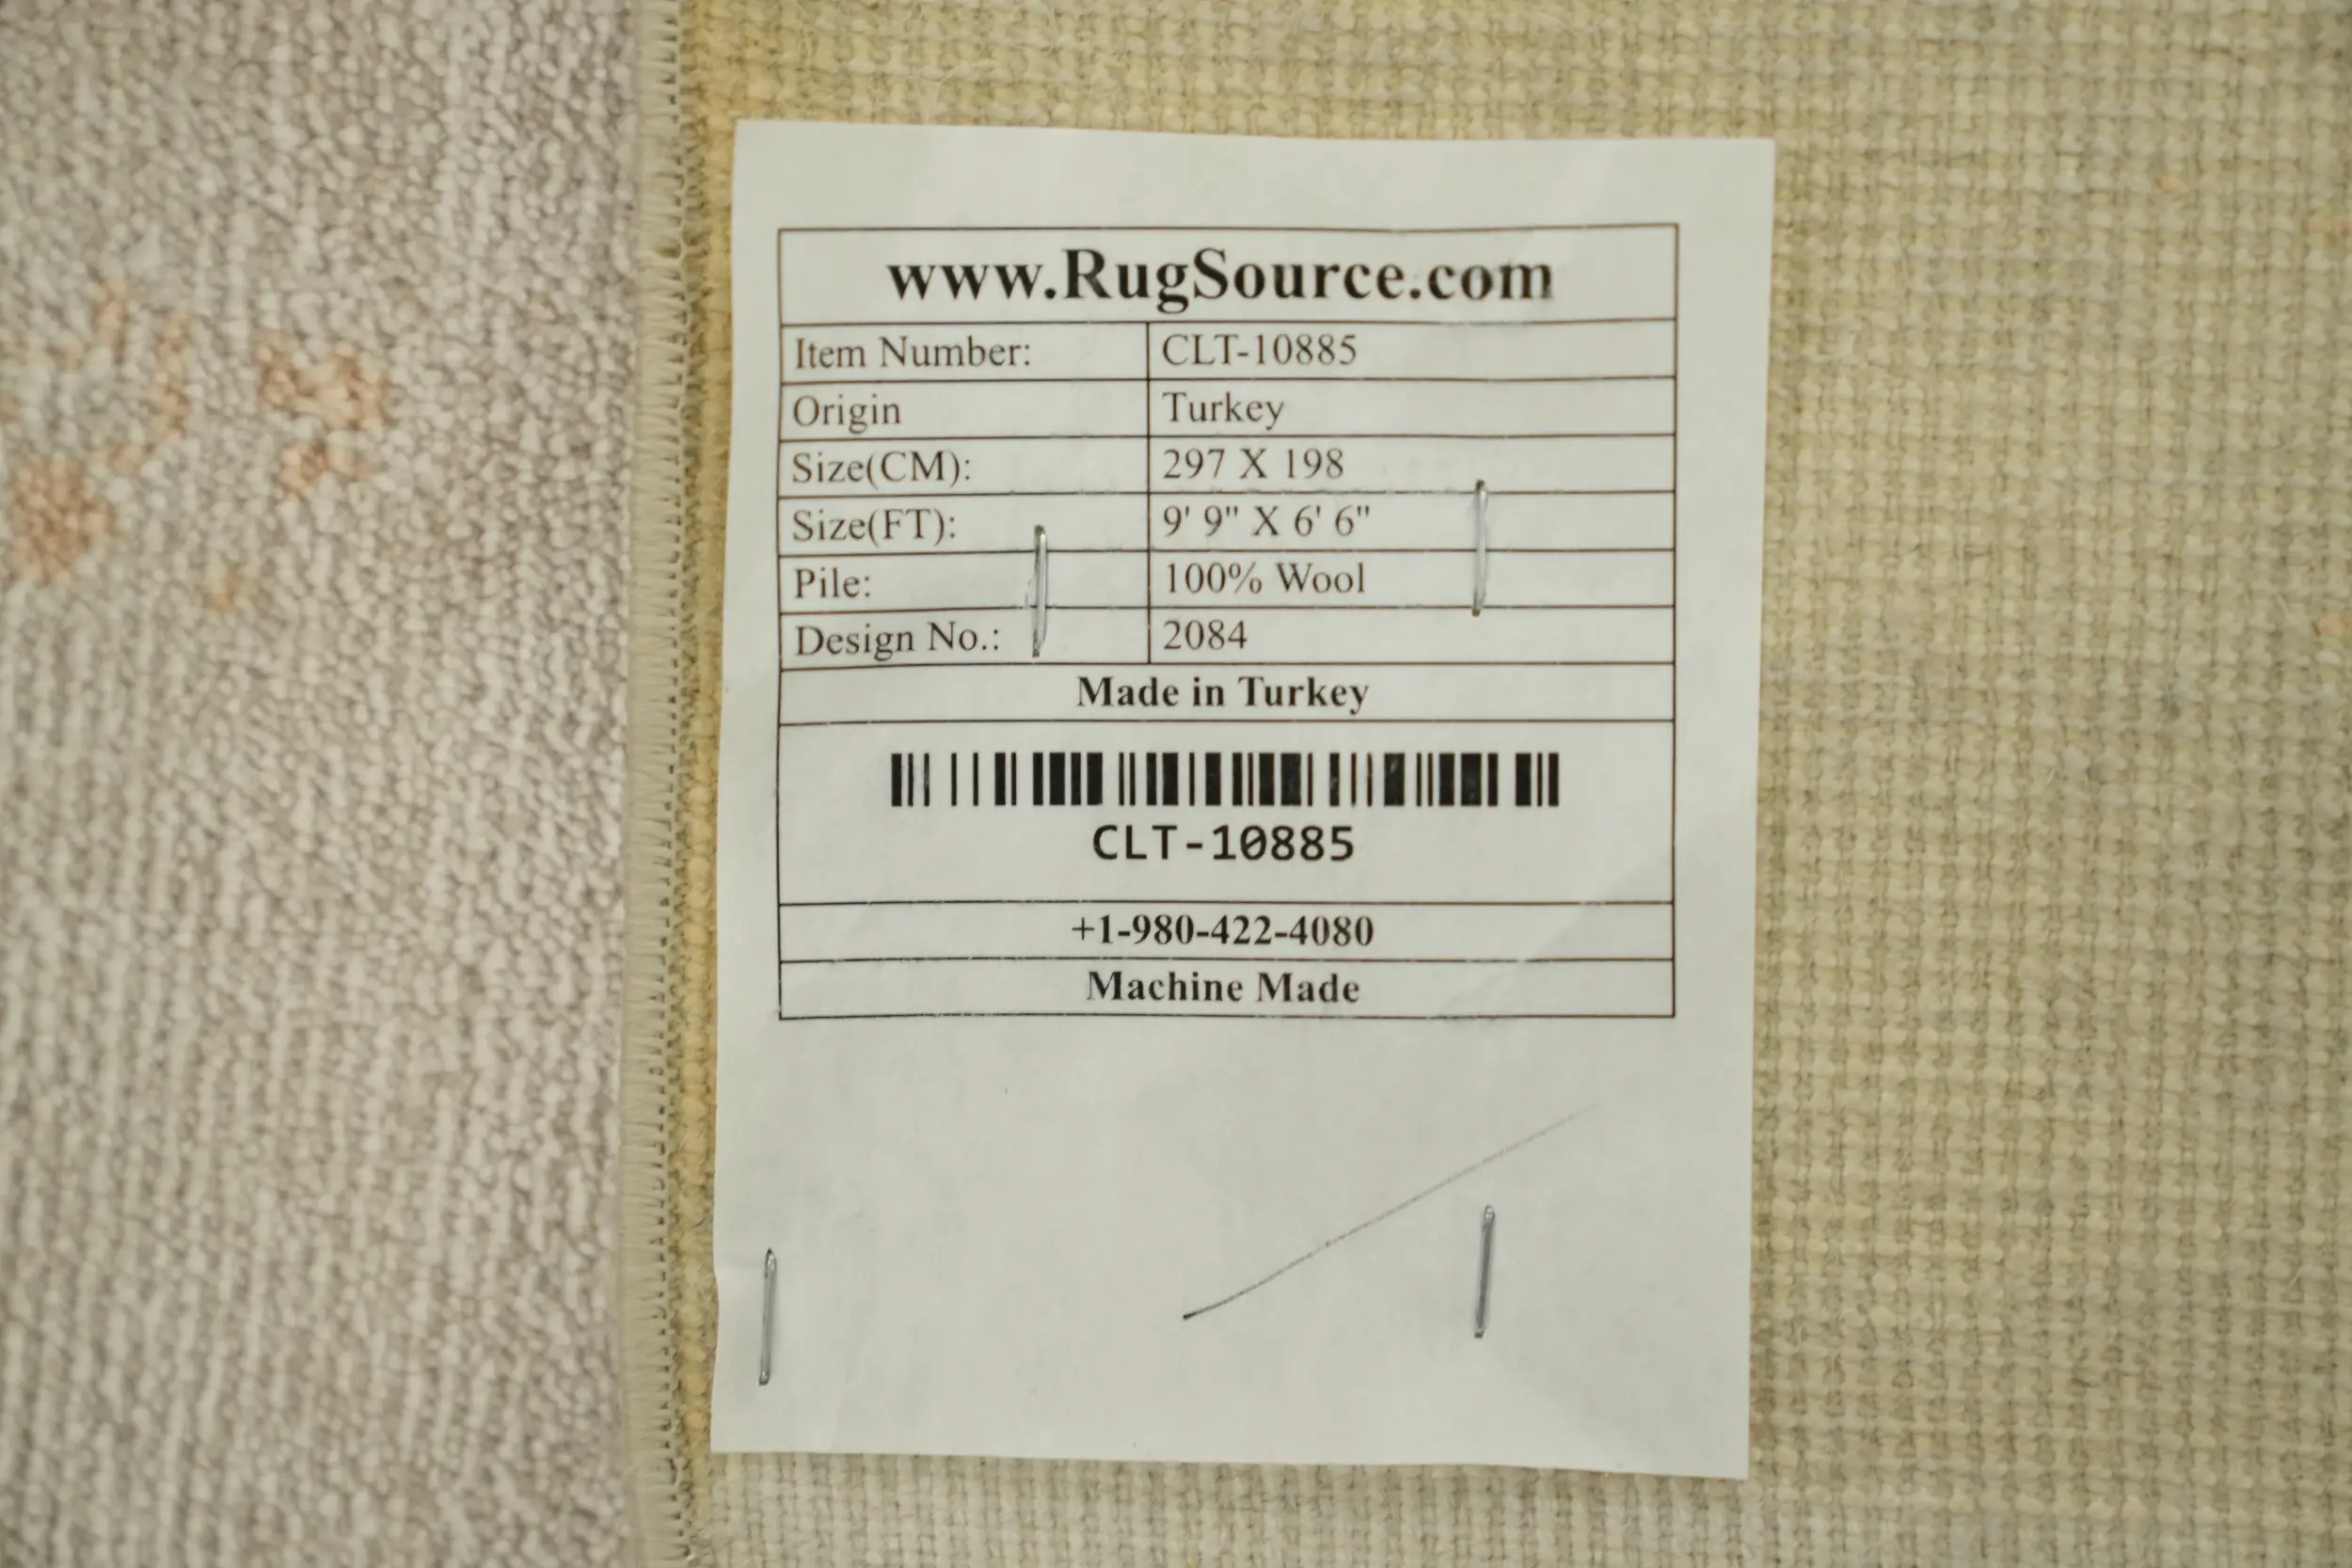 www.RugSource.com
Item Number: CLT-10885
Origin Turkey
Size(CM): 297 X 198
Size(FT): 9' 9" X 6' 6"
Pile: 100% Wool
Design No.: 2084
Made in Turkey
CLT-10885
+1-980-422-4080
Machine Made